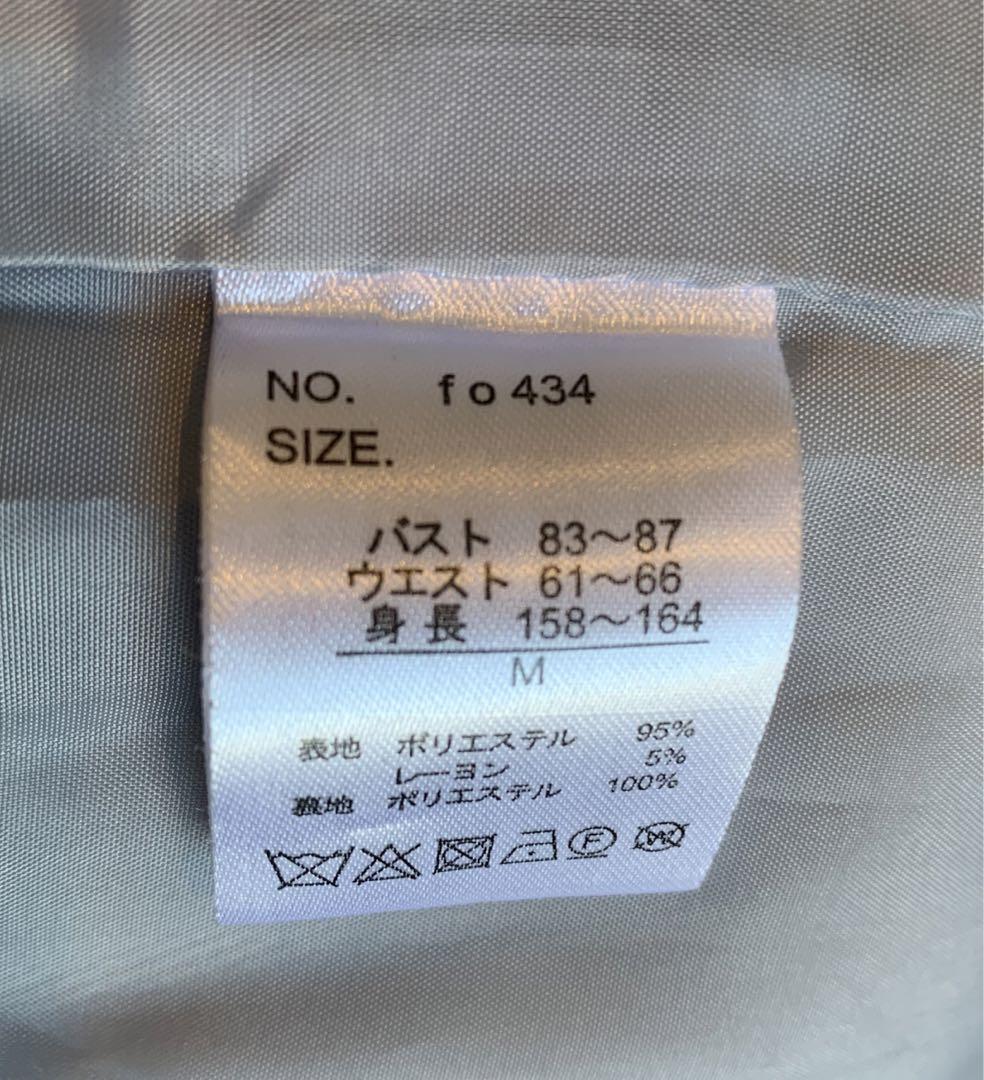 NO. fo434
SIZE.
バスト 83〜87
ウエスト 61〜66
身長 158〜164
M
表地 ポリエステル 95%
レーヨン 5%
裏地 ポリエステル 100%
F
W